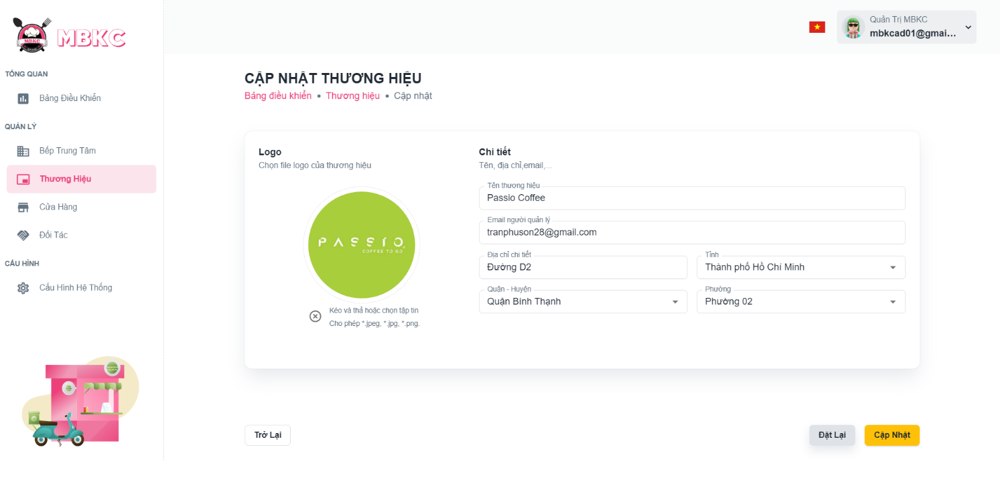 MBKC
MBKC
Quản Trị MBKC
mbkcad01@gmai...
TỔNG QUAN
Bảng Điều Khiển
QUẢN LÝ
Bếp Trung Tâm
Thương Hiệu
Cửa Hàng
Đối Tác
CẤU HÌNH
Cấu Hình Hệ Thống
CẬP NHẬT THƯƠNG HIỆU
Bảng điều khiển • Thương hiệu • Cập nhật
Logo
Chọn file logo của thương hiệu
PASSIO
COFFEE TO GO
Kéo và thả hoặc chọn tập tin
Cho phép *.jpeg, *.jpg, *.png.
Chi tiết
Tên, địa chỉ,email,...
Tên thương hiệu
Passio Coffee
Email người quản lý
tranphuson28@gmail.com
Địa chỉ chi tiết
Đường D2
Tỉnh
Thành phố Hồ Chí Minh
Quận - Huyện
Quận Bình Thạnh
Phường
Phường 02
Trở Lại
Đặt Lại
Cập Nhật